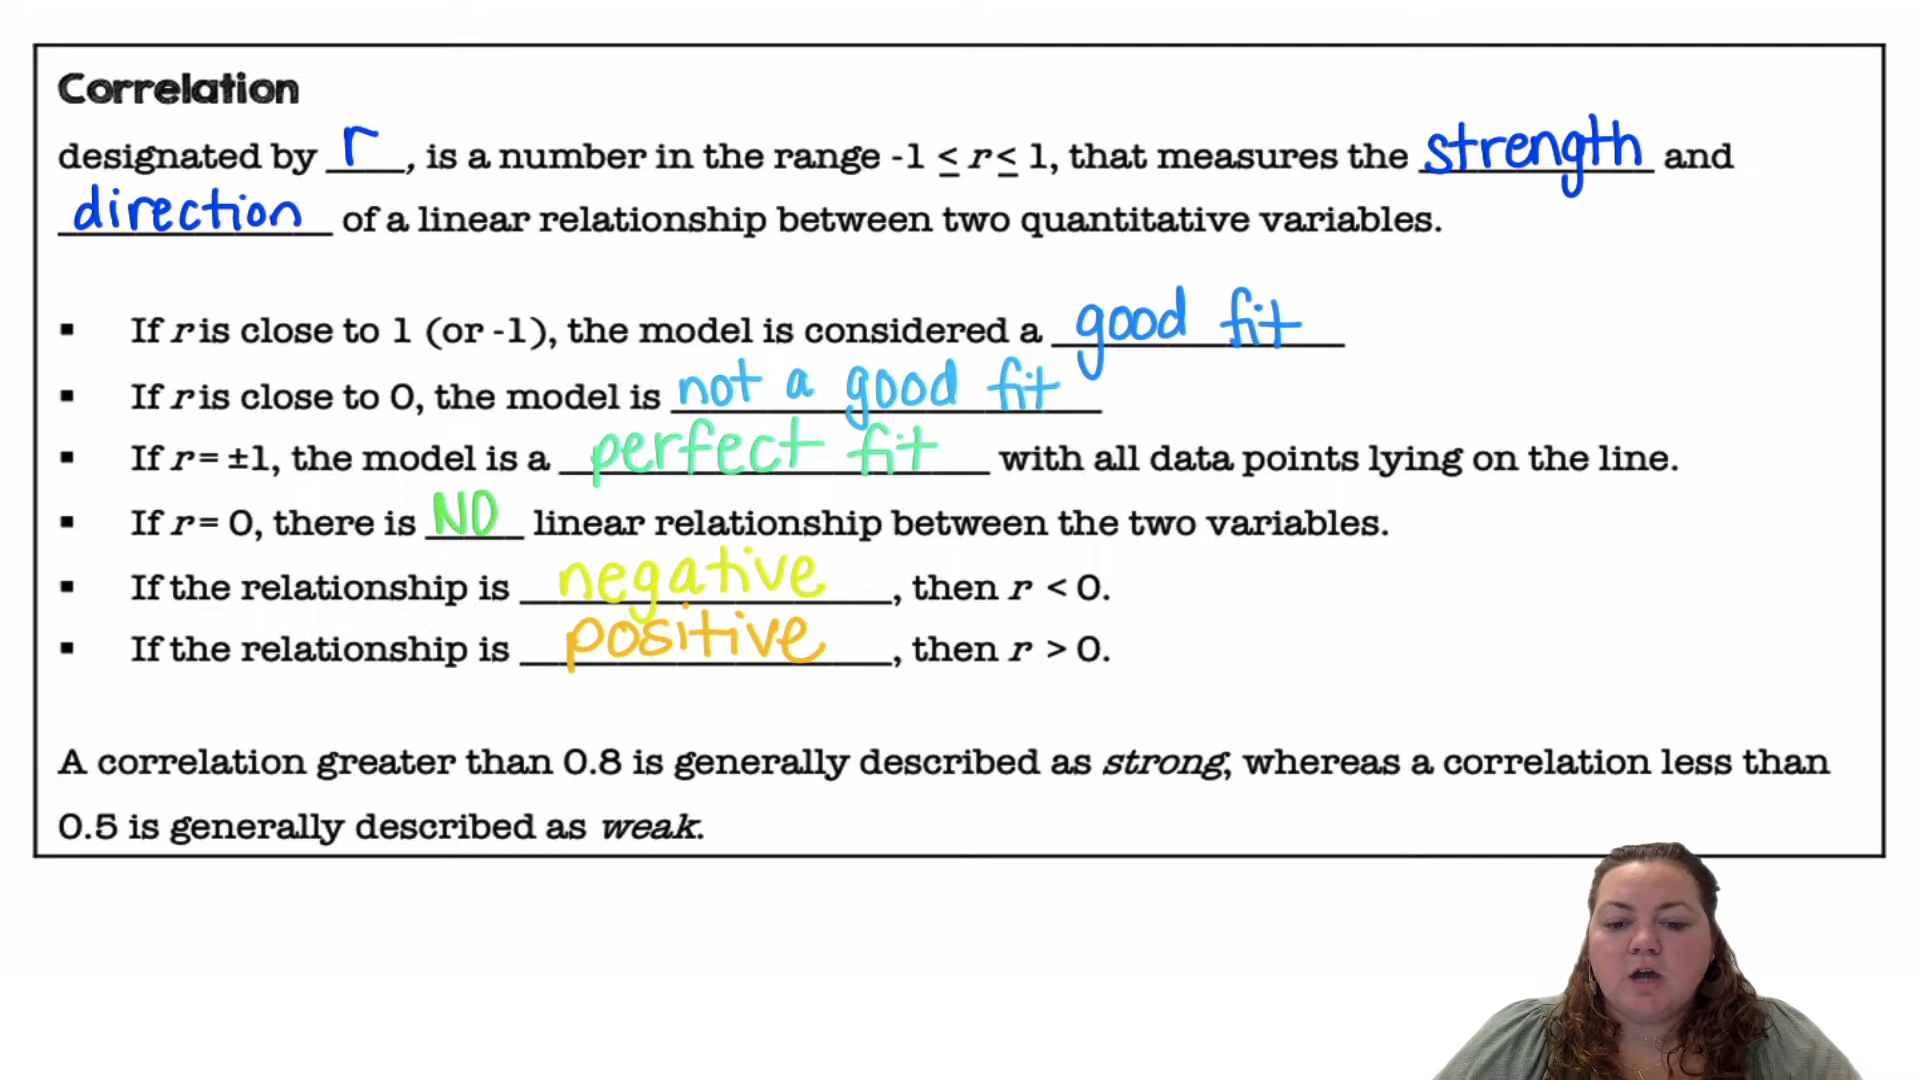 Correlation
designated by r, is a number in the range -1 ≤ r ≤ 1, that measures the strength and
direction of a linear relationship between two quantitative variables.
▪ If r is close to 1 (or -1), the model is considered a good fit
▪ If r is close to 0, the model is not a good fit
▪ If r = ±1, the model is a perfect fit with all data points lying on the line.
▪ If r = 0, there is NO linear relationship between the two variables.
▪ If the relationship is negative, then r < 0.
▪ If the relationship is positive, then r > 0.
A correlation greater than 0.8 is generally described as strong, whereas a correlation less than
0.5 is generally described as weak.